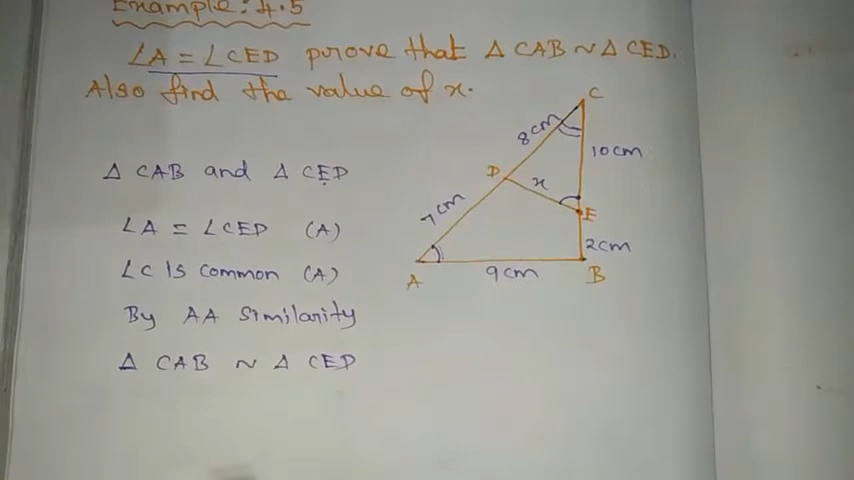 Example: 4.5
∠A = ∠CED prove that Δ CAB ~ Δ CED.
Also find the value of x.
C
8cm
10cm
D
x
7cm
E
2cm
A
9cm
B
Δ CAB and Δ CED
∠A = ∠CED (A)
∠C is common (A)
By AA Similarity
Δ CAB ~ Δ CED